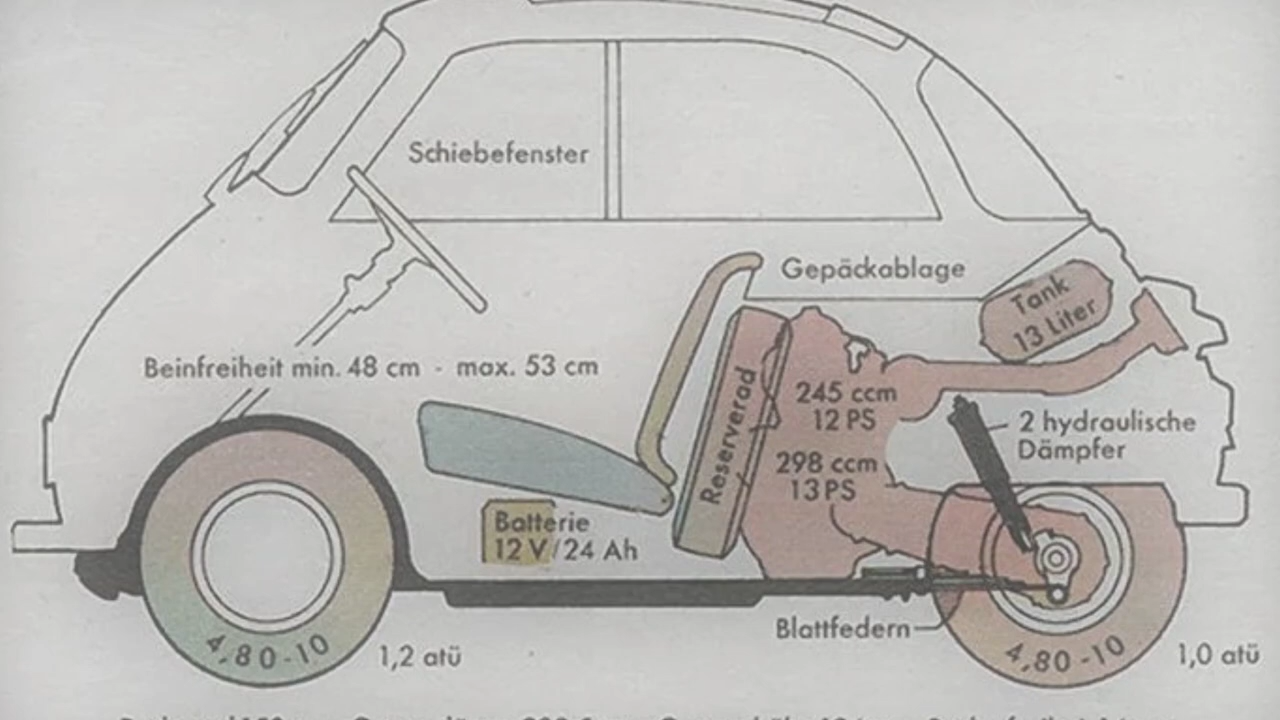 Schiebefenster
Gepäckablage
Tank
13 Liter
Beinfreiheit min. 48 cm - max. 53 cm
Reserverad
245 ccm
12 PS
298 ccm
13 PS
2 hydraulische
Dämpfer
Batterie
12 V/24 Ah
Blattfedern
4,80-10
1,2 atü
4,80-10
1,0 atü